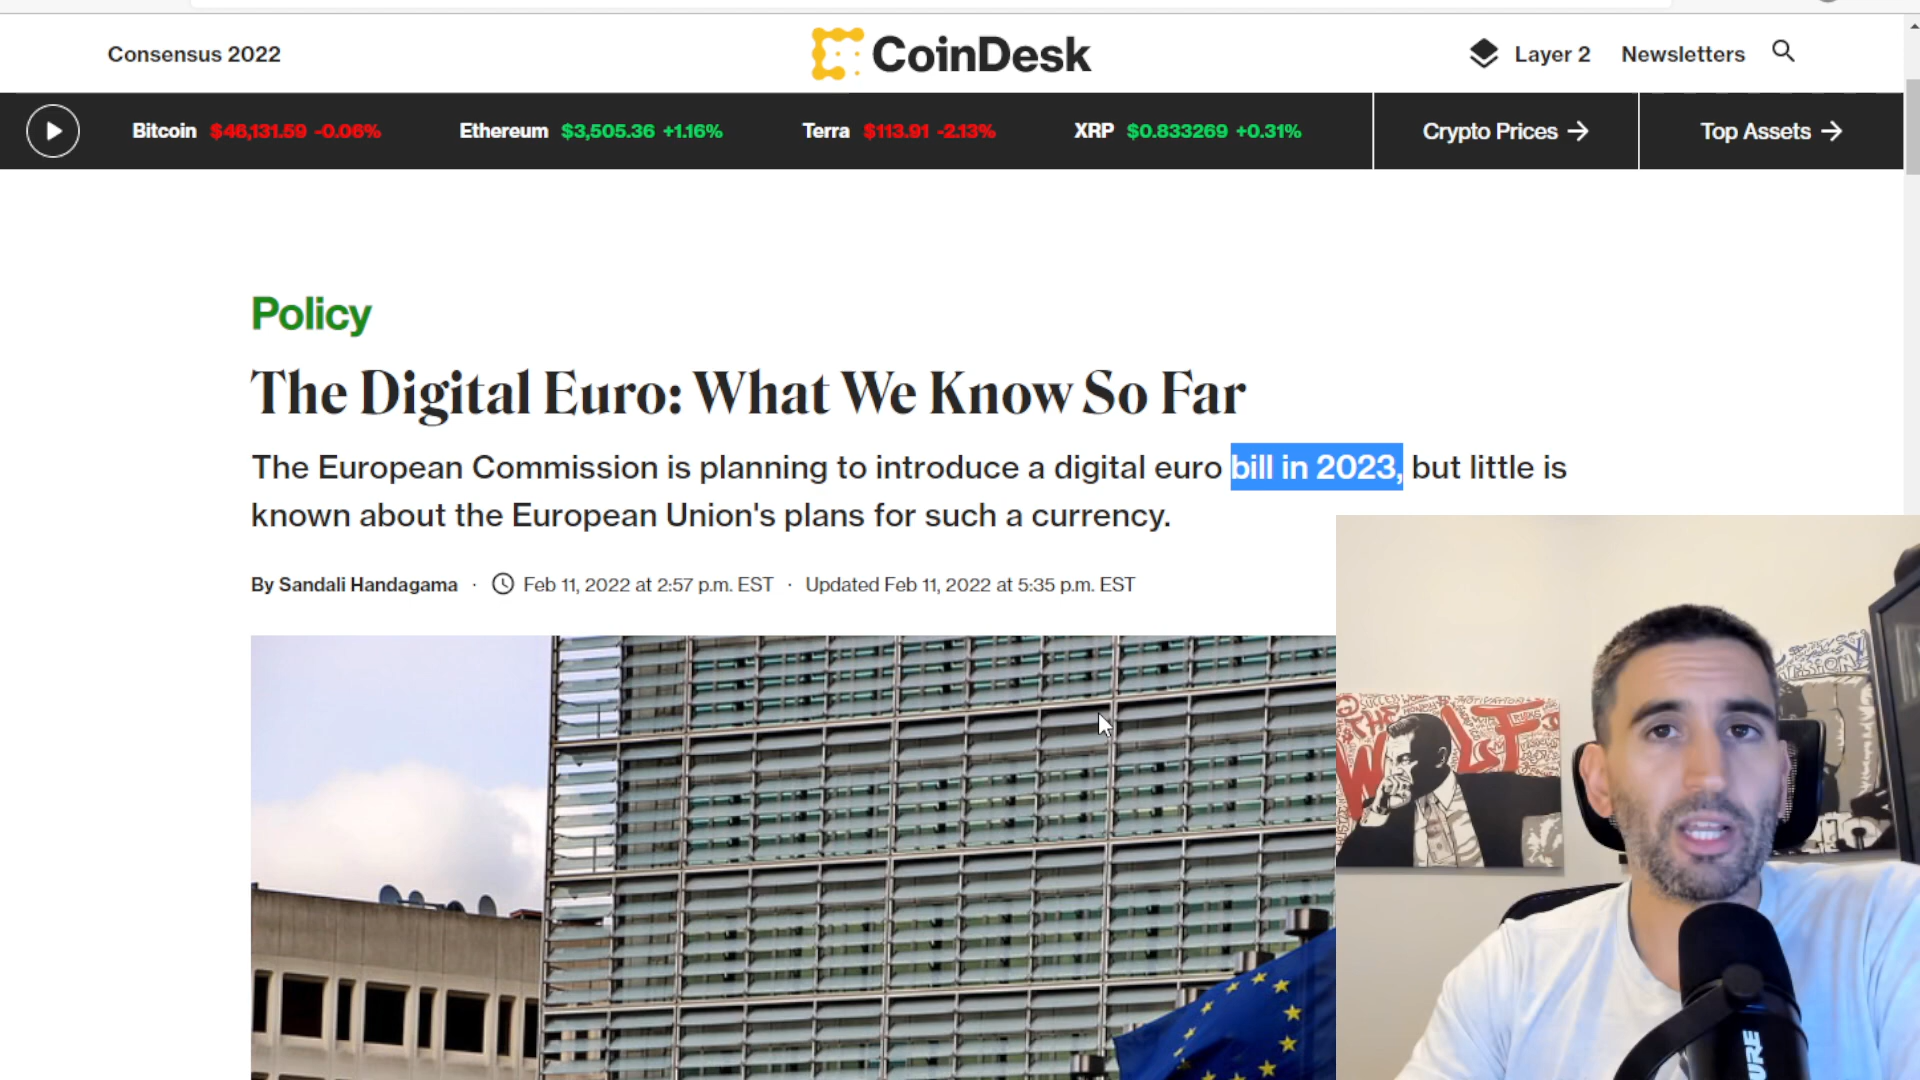 Consensus 2022
CoinDesk
Layer 2
Newsletters
Bitcoin $46,131.59 -0.06%
Ethereum $3,505.36 +1.16%
Terra $113.91 -2.13%
XRP $0.833269 +0.31%
Crypto Prices →
Top Assets →
Policy
The Digital Euro: What We Know So Far
The European Commission is planning to introduce a digital euro bill in 2023, but little is
known about the European Union's plans for such a currency.
By Sandali Handagama · Feb 11, 2022 at 2:57 p.m. EST · Updated Feb 11, 2022 at 5:35 p.m. EST
THE
WOLF
URE